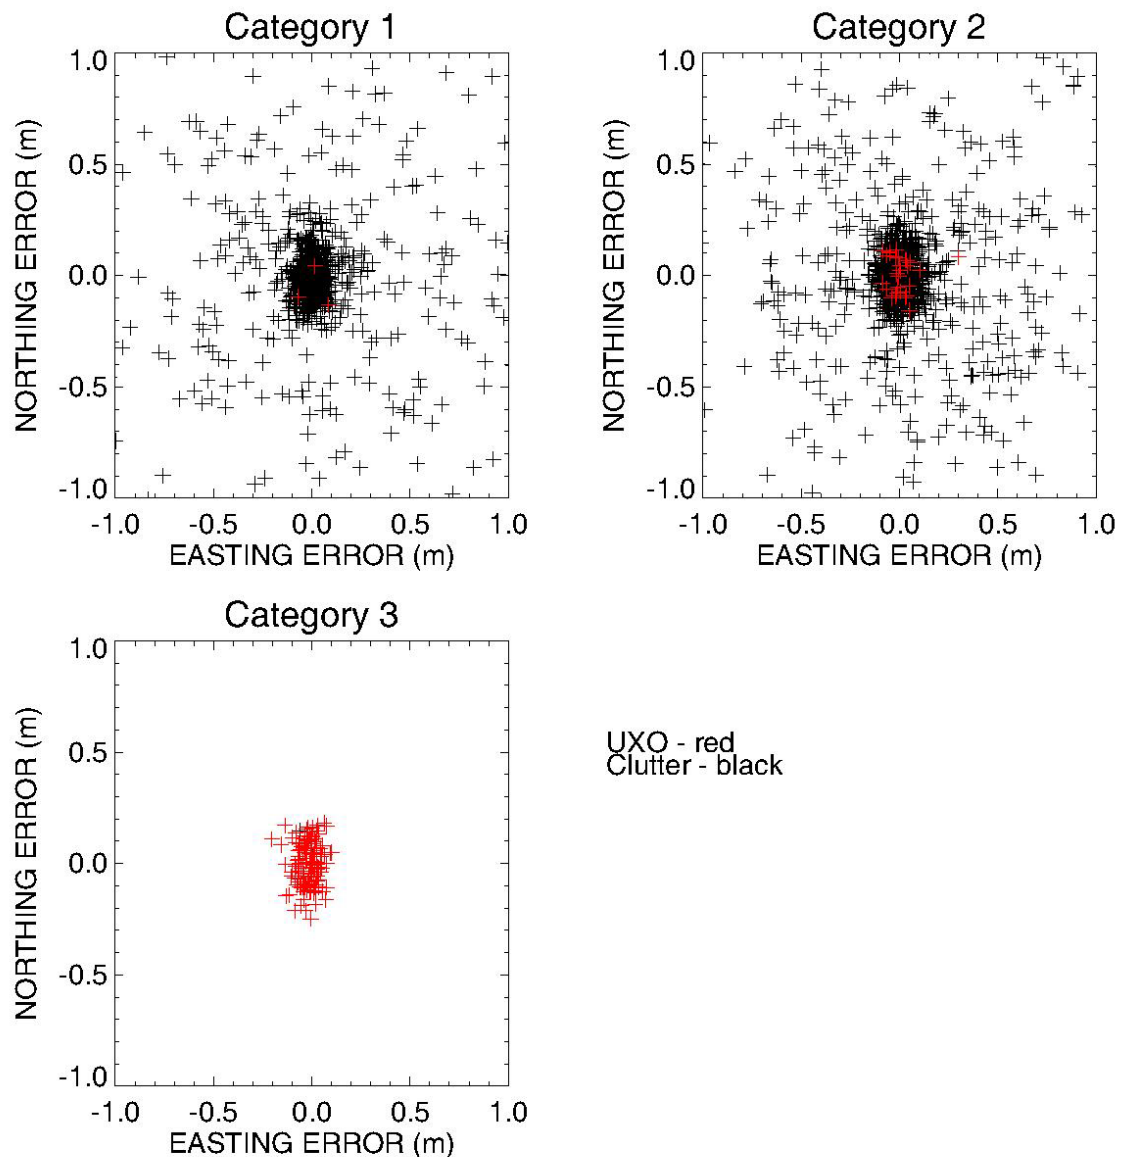 Category 1
1.0
0.5
0.0
-0.5
-1.0
NORTHING ERROR (m)
-1.0 -0.5 0.0 0.5 1.0
EASTING ERROR (m)
Category 2
1.0
0.5
0.0
-0.5
-1.0
NORTHING ERROR (m)
-1.0 -0.5 0.0 0.5 1.0
EASTING ERROR (m)
Category 3
1.0
0.5
0.0
-0.5
-1.0
NORTHING ERROR (m)
-1.0 -0.5 0.0 0.5 1.0
EASTING ERROR (m)
UXO - red
Clutter - black